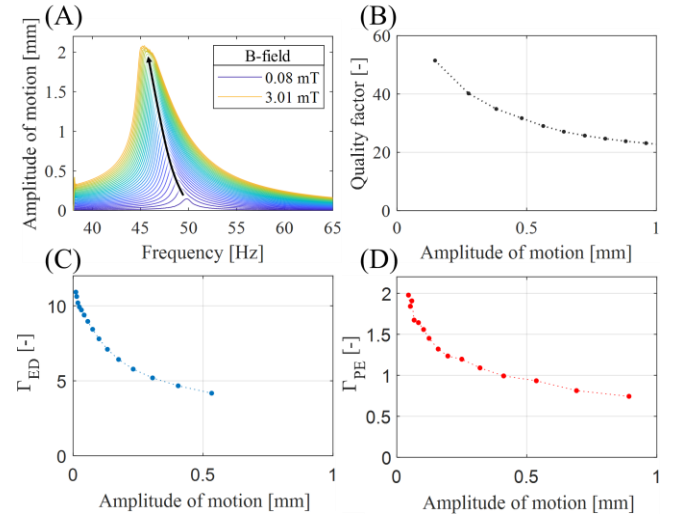 (A)
Amplitude of motion [mm]
2
1.5
1
0.5
0
B-field
0.08 mT
3.01 mT
40 45 50 55 60 65
Frequency [Hz]
(B)
Quality factor [-]
60
40
20
0
0 0.5 1
Amplitude of motion [mm]
(C)
Γ_ED [-]
10
5
0
0 0.5 1
Amplitude of motion [mm]
(D)
Γ_PE [-]
2
1.5
1
0.5
0
0 0.5 1
Amplitude of motion [mm]